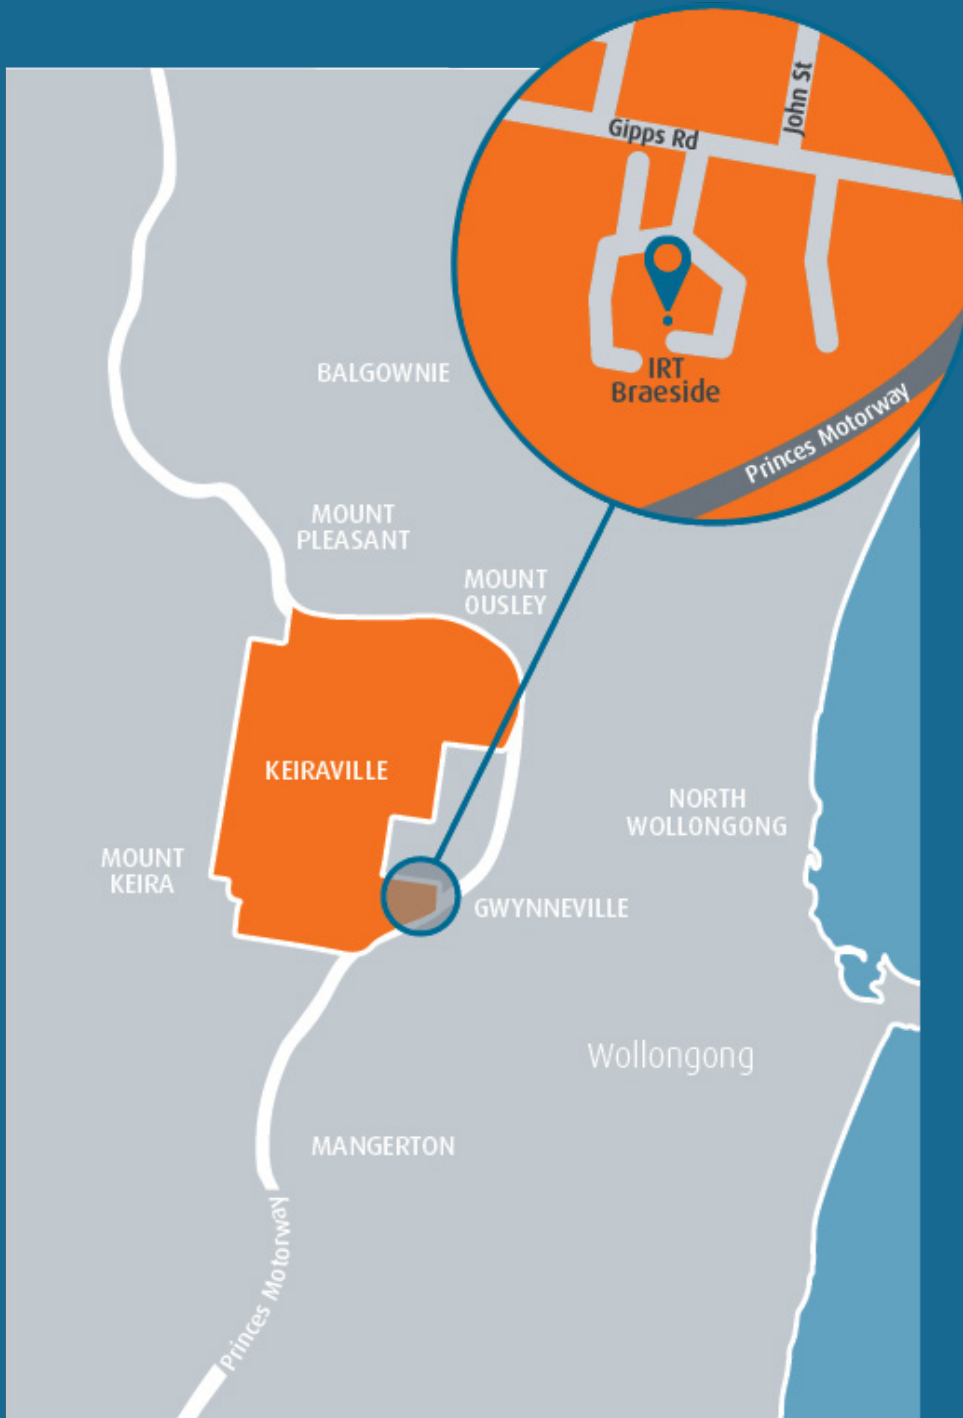 John St
Gipps Rd
IRT
Braeside
Princes Motorway
BALGOWNIE
MOUNT
PLEASANT
MOUNT
OUSLEY
KEIRAVILLE
NORTH
WOLLONGONG
MOUNT
KEIRA
GWYNNEVILLE
Wollongong
MANGERTON
Princes Motorway